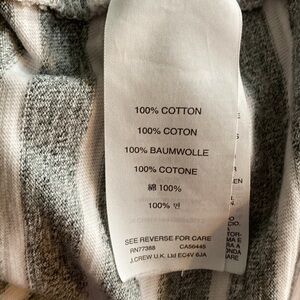 100% COTTON
100% COTON
100% BAUMWOLLE
100% COTONE
綿 100%
100% 면
SEE REVERSE FOR CARE
RN77388 CA56445
J.CREW U.K. Ltd EC4V 6JA